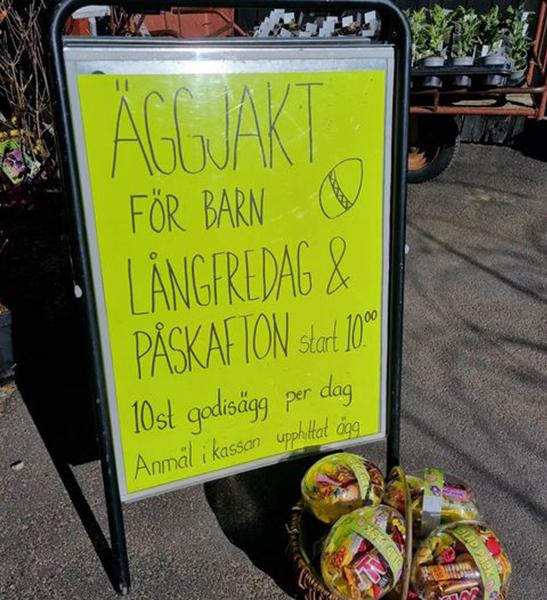 ÄGGJAKT
FÖR BARN
LÅNGFREDAG &
PÅSKAFTON start 10.00
10st godisägg per dag
Anmäl i kassan upphittat ägg